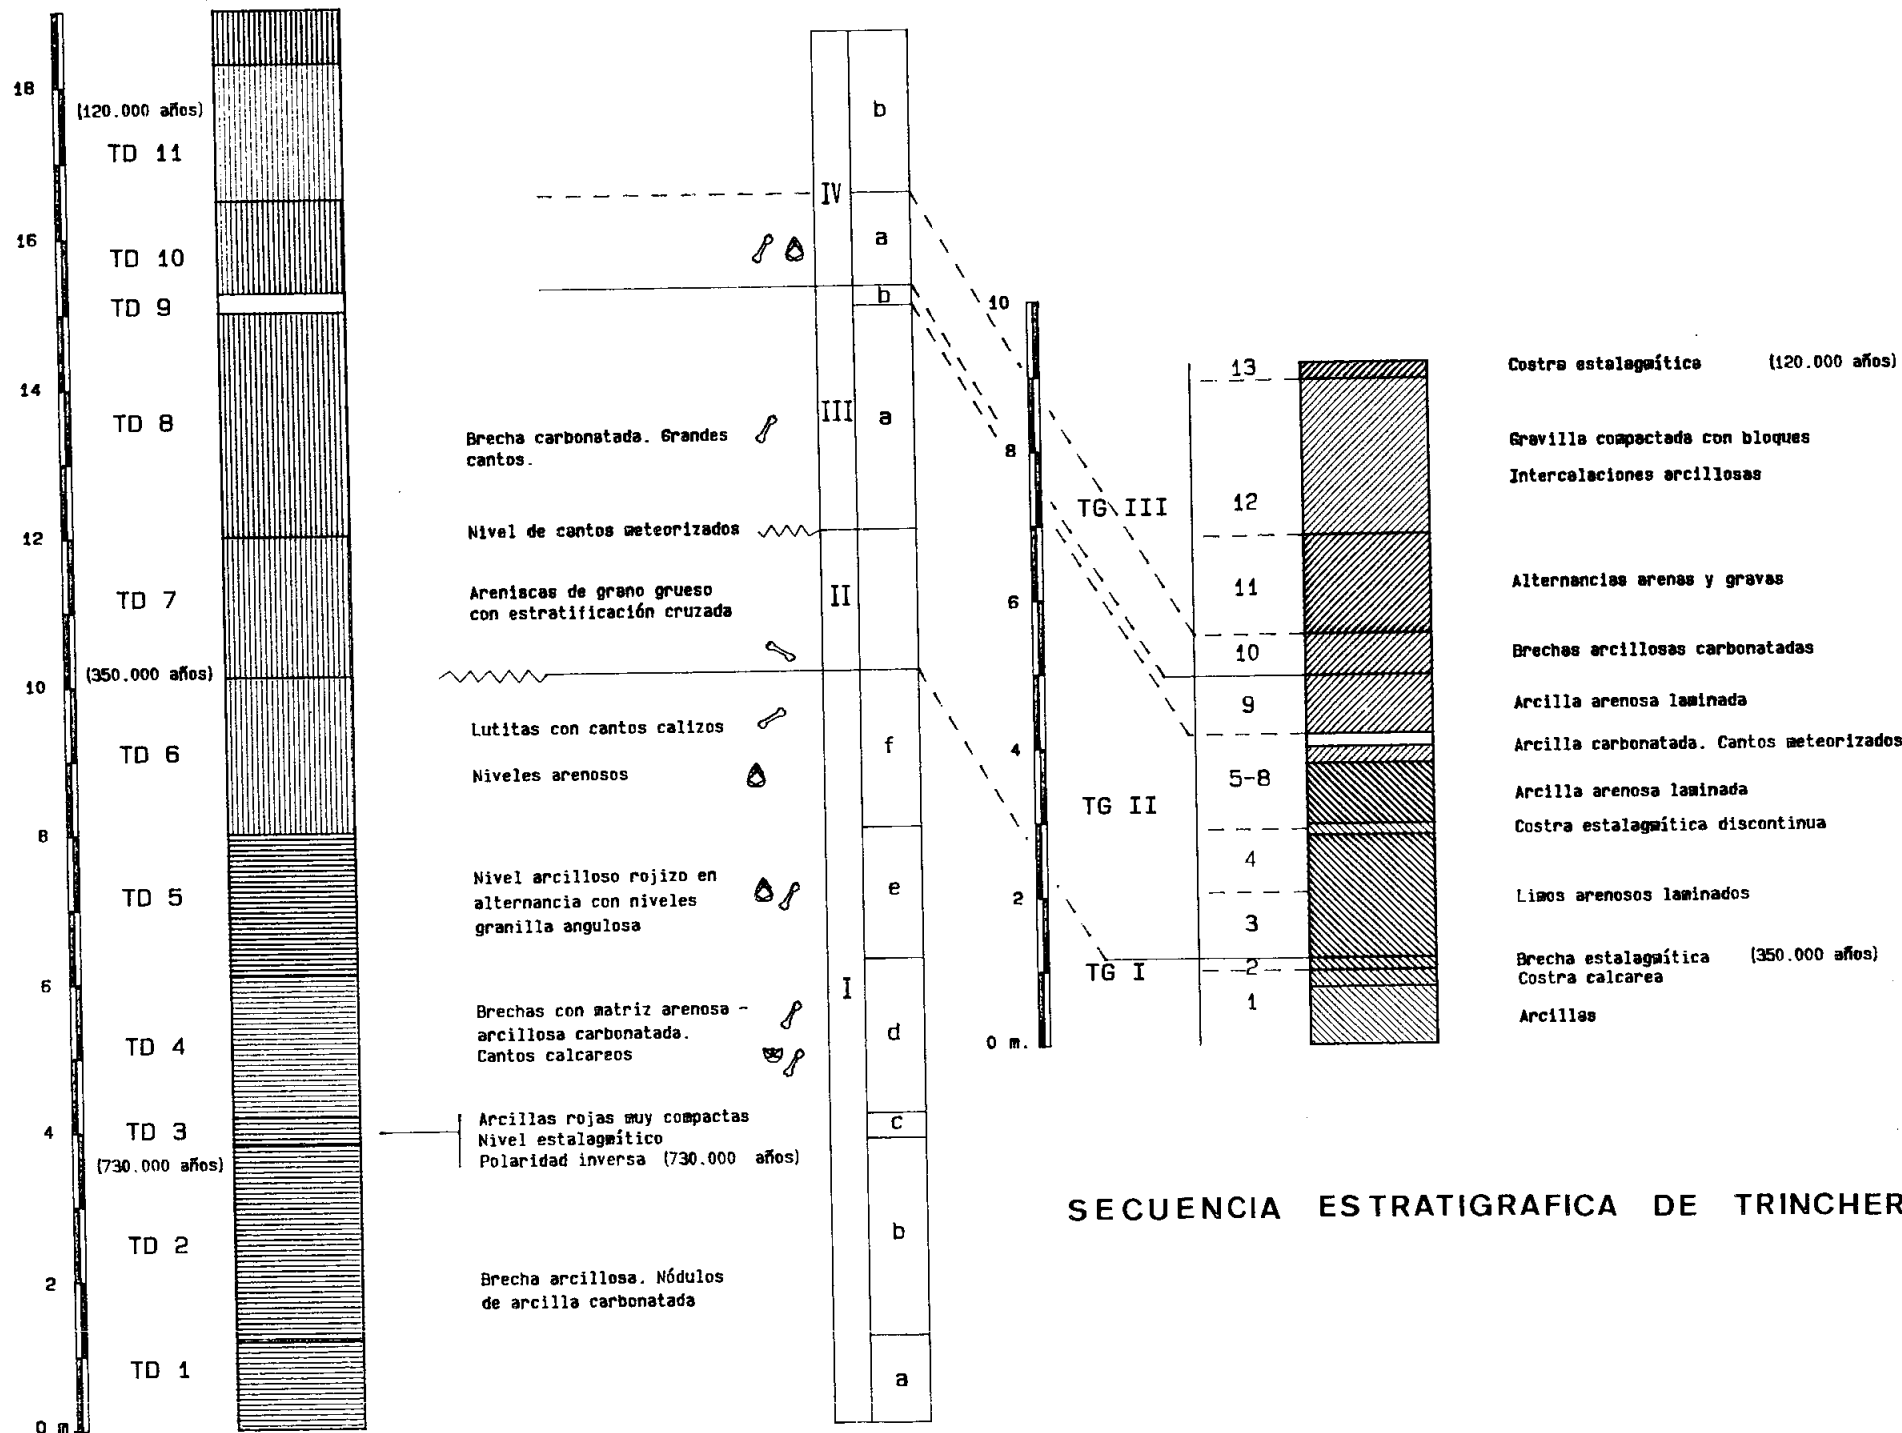 18
16
14
12
10
8
6
4
2
0 m
(120.000 años)
TD 11
TD 10
TD 9
TD 8
TD 7
(350.000 años)
TD 6
TD 5
TD 4
TD 3
(730.000 años)
TD 2
TD 1
Brecha carbonatada. Grandes
cantos.
Nivel de cantos meteorizados
Areniscas de grano grueso
con estratificación cruzada
Lutitas con cantos calizos
Niveles arenosos
Nivel arcilloso rojizo en
alternancia con niveles
granilla angulosa
Brechas con matriz arenosa -
arcillosa carbonatada.
Cantos calcareos
Arcillas rojas muy compactas
Nivel estalagmítico
Polaridad inversa (730.000 años)
Brecha arcillosa. Nódulos
de arcilla carbonatada
IV
III
II
I
b
a
b
a
f
e
d
c
b
a
10
8
6
4
2
0 m.
TG III
TG II
TG I
13
12
11
10
9
5-8
4
3
2
1
Costra estalagmítica (120.000 años)
Gravilla compactada con bloques
Intercalaciones arcillosas
Alternancias arenas y gravas
Brechas arcillosas carbonatadas
Arcilla arenosa laminada
Arcilla carbonatada. Cantos meteorizados
Arcilla arenosa laminada
Costra estalagmítica discontinua
Limos arenosos laminados
Brecha estalagmítica (350.000 años)
Costra calcarea
Arcillas
SECUENCIA ESTRATIGRAFICA DE TRINCHER